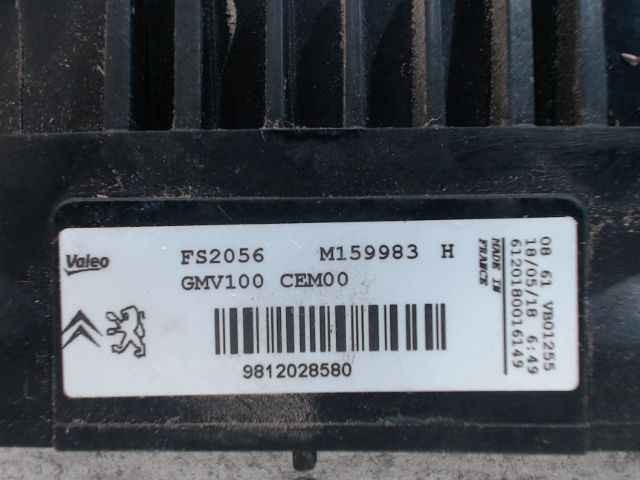 Valeo
FS2056 M159983 H
GMV100 CEM00
9812028580
MADE IN
FRANCE
08 61 VB01255
18/05/18 6:49
6120180016149